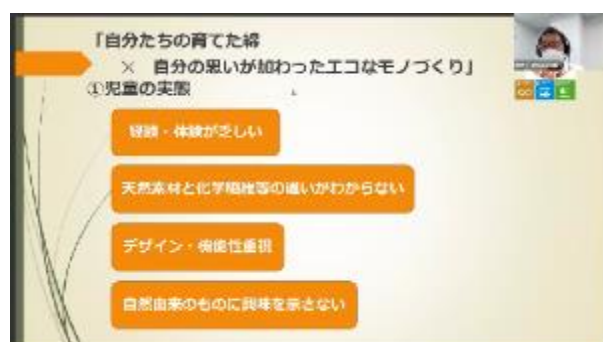 「自分たちの育てた綿
× 自分の思いが加わったエコなモノづくり」
①児童の実態
経験・体験が乏しい
天然素材と化学繊維等の違いがわからない
デザイン・機能性重視
自然由来のものに興味を示さない